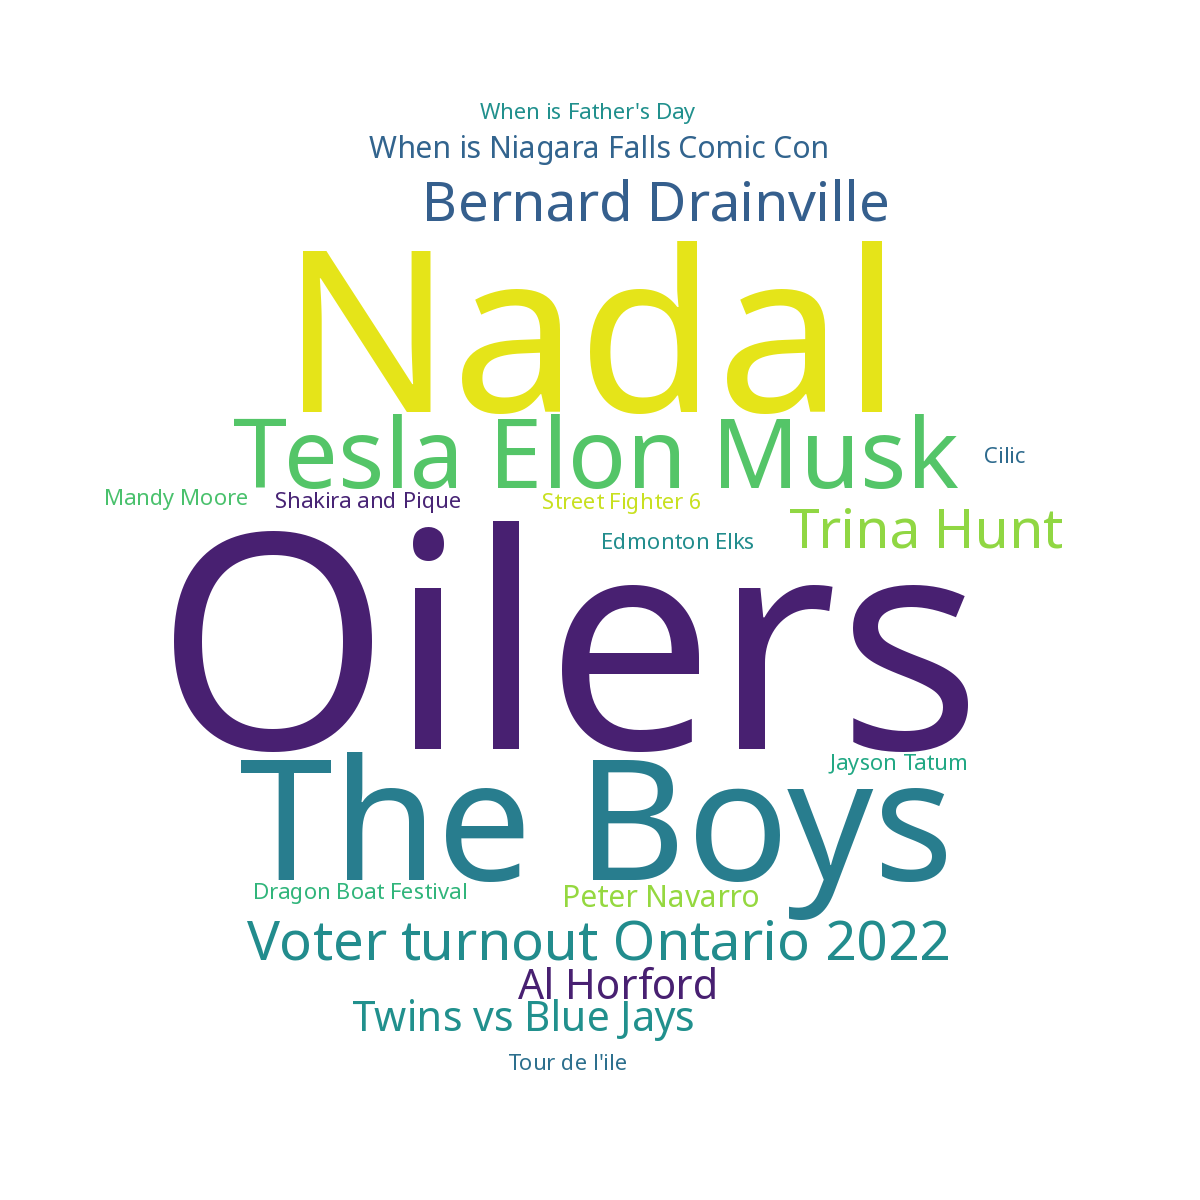 When is Father's Day
When is Niagara Falls Comic Con
Bernard Drainville
Nadal
Tesla Elon Musk
Cilic
Mandy Moore
Shakira and Pique
Street Fighter 6
Trina Hunt
Edmonton Elks
Oilers
Jayson Tatum
The Boys
Dragon Boat Festival
Peter Navarro
Voter turnout Ontario 2022
Al Horford
Twins vs Blue Jays
Tour de l'ile